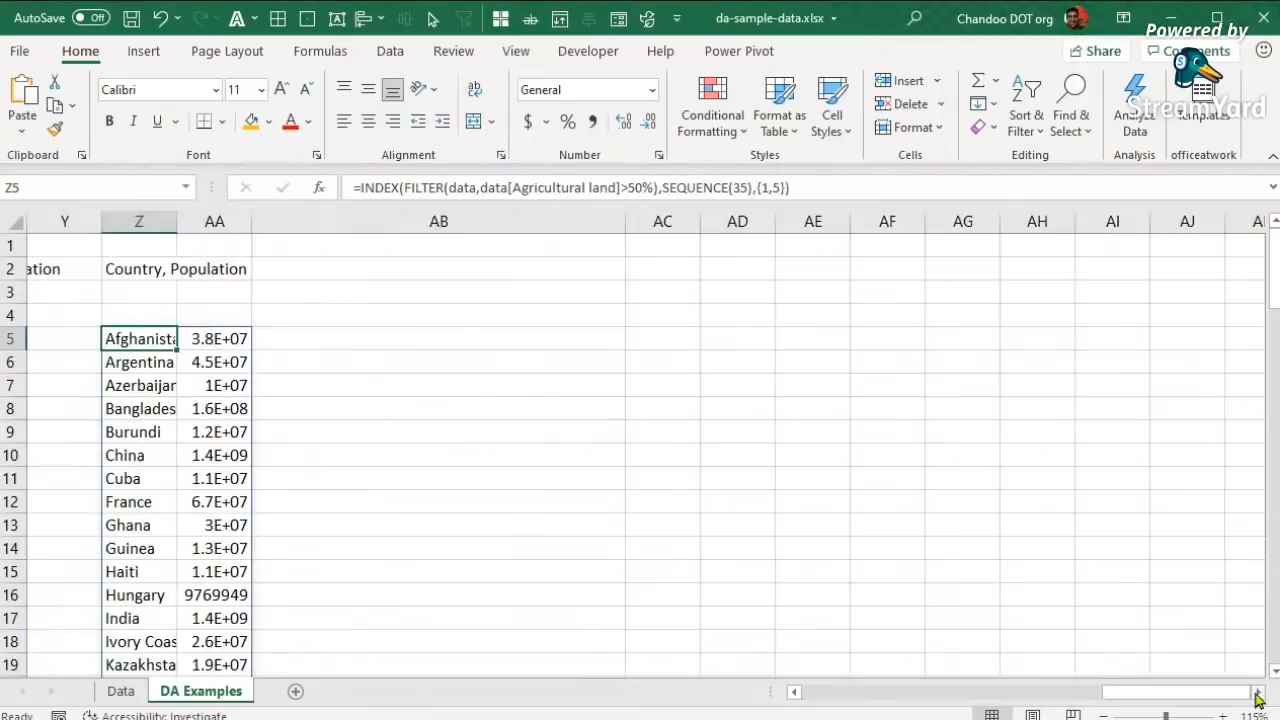 AutoSave Off
da-sample-data.xlsx
Chandoo DOT org
Powered by
StreamYard
File Home Insert Page Layout Formulas Data Review View Developer Help Power Pivot Share Comments
Calibri 11 General
Paste
B I U
$ % ,
Conditional Formatting
Format as Table
Cell Styles
Insert
Delete
Format
Sort & Filter
Find & Select
Analyze Data
Templates
Clipboard Font Alignment Number Styles Cells Editing Analysis officeatwork
Z5 fx =INDEX(FILTER(data,data[Agricultural land]>50%),SEQUENCE(35),{1,5})
Y Z AA AB AC AD AE AF AG AH AI AJ
1
2 ation Country, Population
3
4
5 Afghanista 3.8E+07
6 Argentina 4.5E+07
7 Azerbaijan 1E+07
8 Banglades 1.6E+08
9 Burundi 1.2E+07
10 China 1.4E+09
11 Cuba 1.1E+07
12 France 6.7E+07
13 Ghana 3E+07
14 Guinea 1.3E+07
15 Haiti 1.1E+07
16 Hungary 9769949
17 India 1.4E+09
18 Ivory Coas 2.6E+07
19 Kazakhsta 1.9E+07
Data DA Examples
Ready Accessibility: Investigate 115%